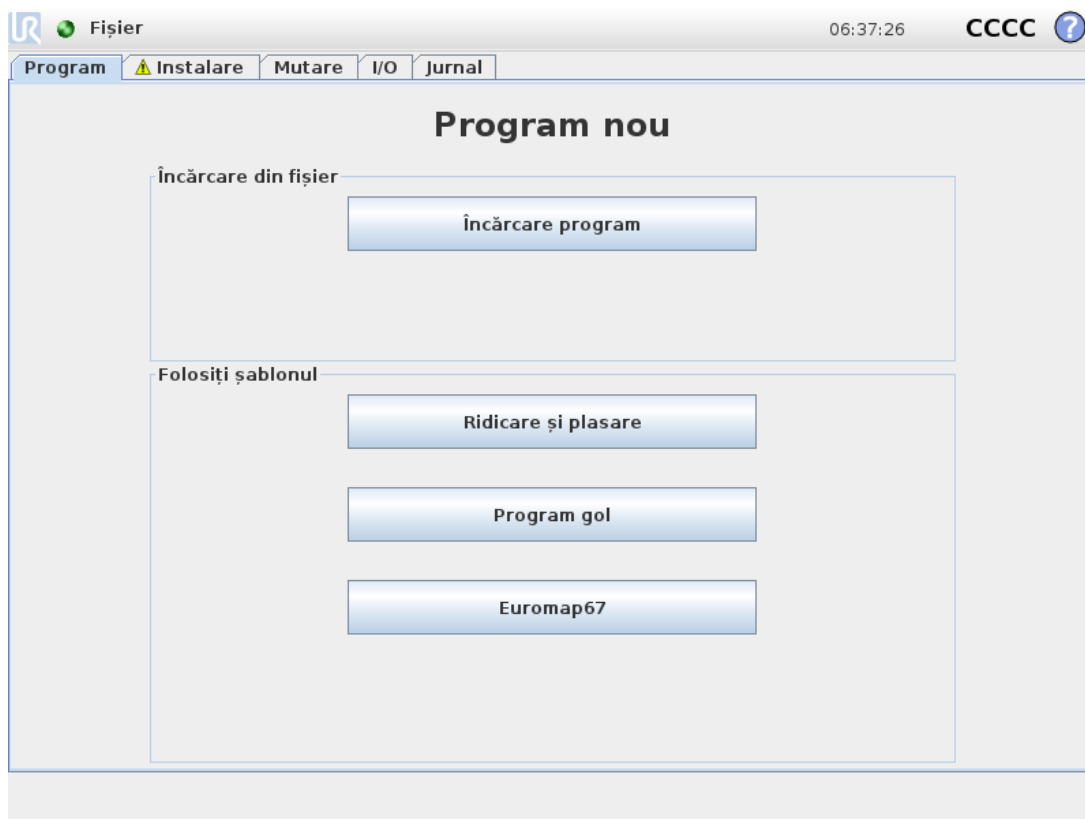 UR Fișier 06:37:26 CCCC ?
Program Instalare Mutare I/O Jurnal
Program nou
Încărcare din fișier
Încărcare program
Folosiți șablonul
Ridicare și plasare
Program gol
Euromap67